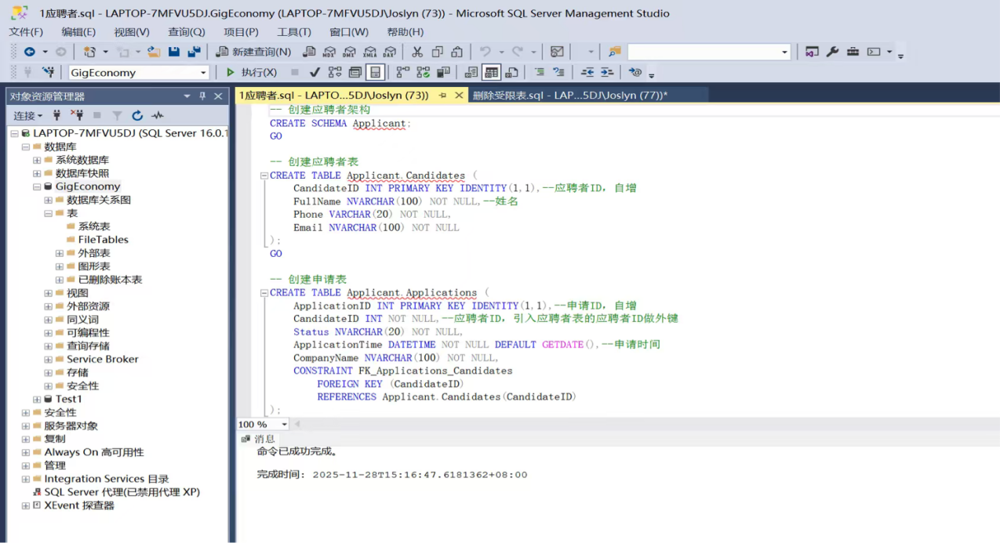 1应聘者.sql - LAPTOP-7MFVU5DJ.GigEconomy (LAPTOP-7MFVU5DJ\Joslyn (73)) - Microsoft SQL Server Management Studio
文件(F) 编辑(E) 视图(V) 查询(Q) 项目(P) 工具(T) 窗口(W) 帮助(H)
新建查询(N) MDX DMX XMLA DAX
GigEconomy 执行(X)
对象资源管理器
连接
LAPTOP-7MFVU5DJ (SQL Server 16.0.1
数据库
系统数据库
数据库快照
GigEconomy
数据库关系图
表
系统表
FileTables
外部表
图形表
已删除账本表
视图
外部资源
同义词
可编程性
查询存储
Service Broker
存储
安全性
Test1
安全性
服务器对象
复制
Always On 高可用性
管理
Integration Services 目录
SQL Server 代理(已禁用代理 XP)
XEvent 探查器
1应聘者.sql - LAPTO...5DJ\Joslyn (73)) 删除受限表.sql - LAP...5DJ\Joslyn (77))*
-- 创建应聘者架构
CREATE SCHEMA Applicant;
GO
-- 创建应聘者表
CREATE TABLE Applicant.Candidates (
CandidateID INT PRIMARY KEY IDENTITY(1,1),--应聘者ID，自增
FullName NVARCHAR(100) NOT NULL,--姓名
Phone VARCHAR(20) NOT NULL,
Email NVARCHAR(100) NOT NULL
);
GO
-- 创建申请表
CREATE TABLE Applicant.Applications (
ApplicationID INT PRIMARY KEY IDENTITY(1,1),--申请ID，自增
CandidateID INT NOT NULL,--应聘者ID，引入应聘者表的应聘者ID做外键
Status NVARCHAR(20) NOT NULL,
ApplicationTime DATETIME NOT NULL DEFAULT GETDATE(),--申请时间
CompanyName NVARCHAR(100) NOT NULL,
CONSTRAINT FK_Applications_Candidates
FOREIGN KEY (CandidateID)
REFERENCES Applicant.Candidates(CandidateID)
);
100 %
消息
命令已成功完成。
完成时间: 2025-11-28T15:16:47.6181362+08:00